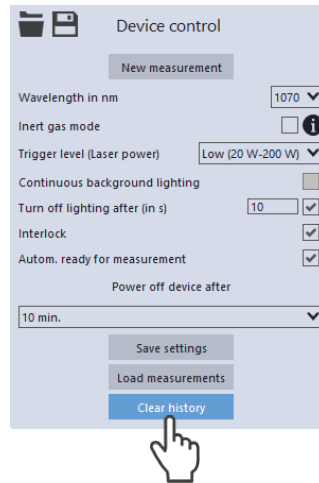 Device control
New measurement
Wavelength in nm 1070
Inert gas mode i
Trigger level (Laser power) Low (20 W-200 W)
Continuous background lighting
Turn off lighting after (in s) 10
Interlock
Autom. ready for measurement
Power off device after
10 min.
Save settings
Load measurements
Clear history